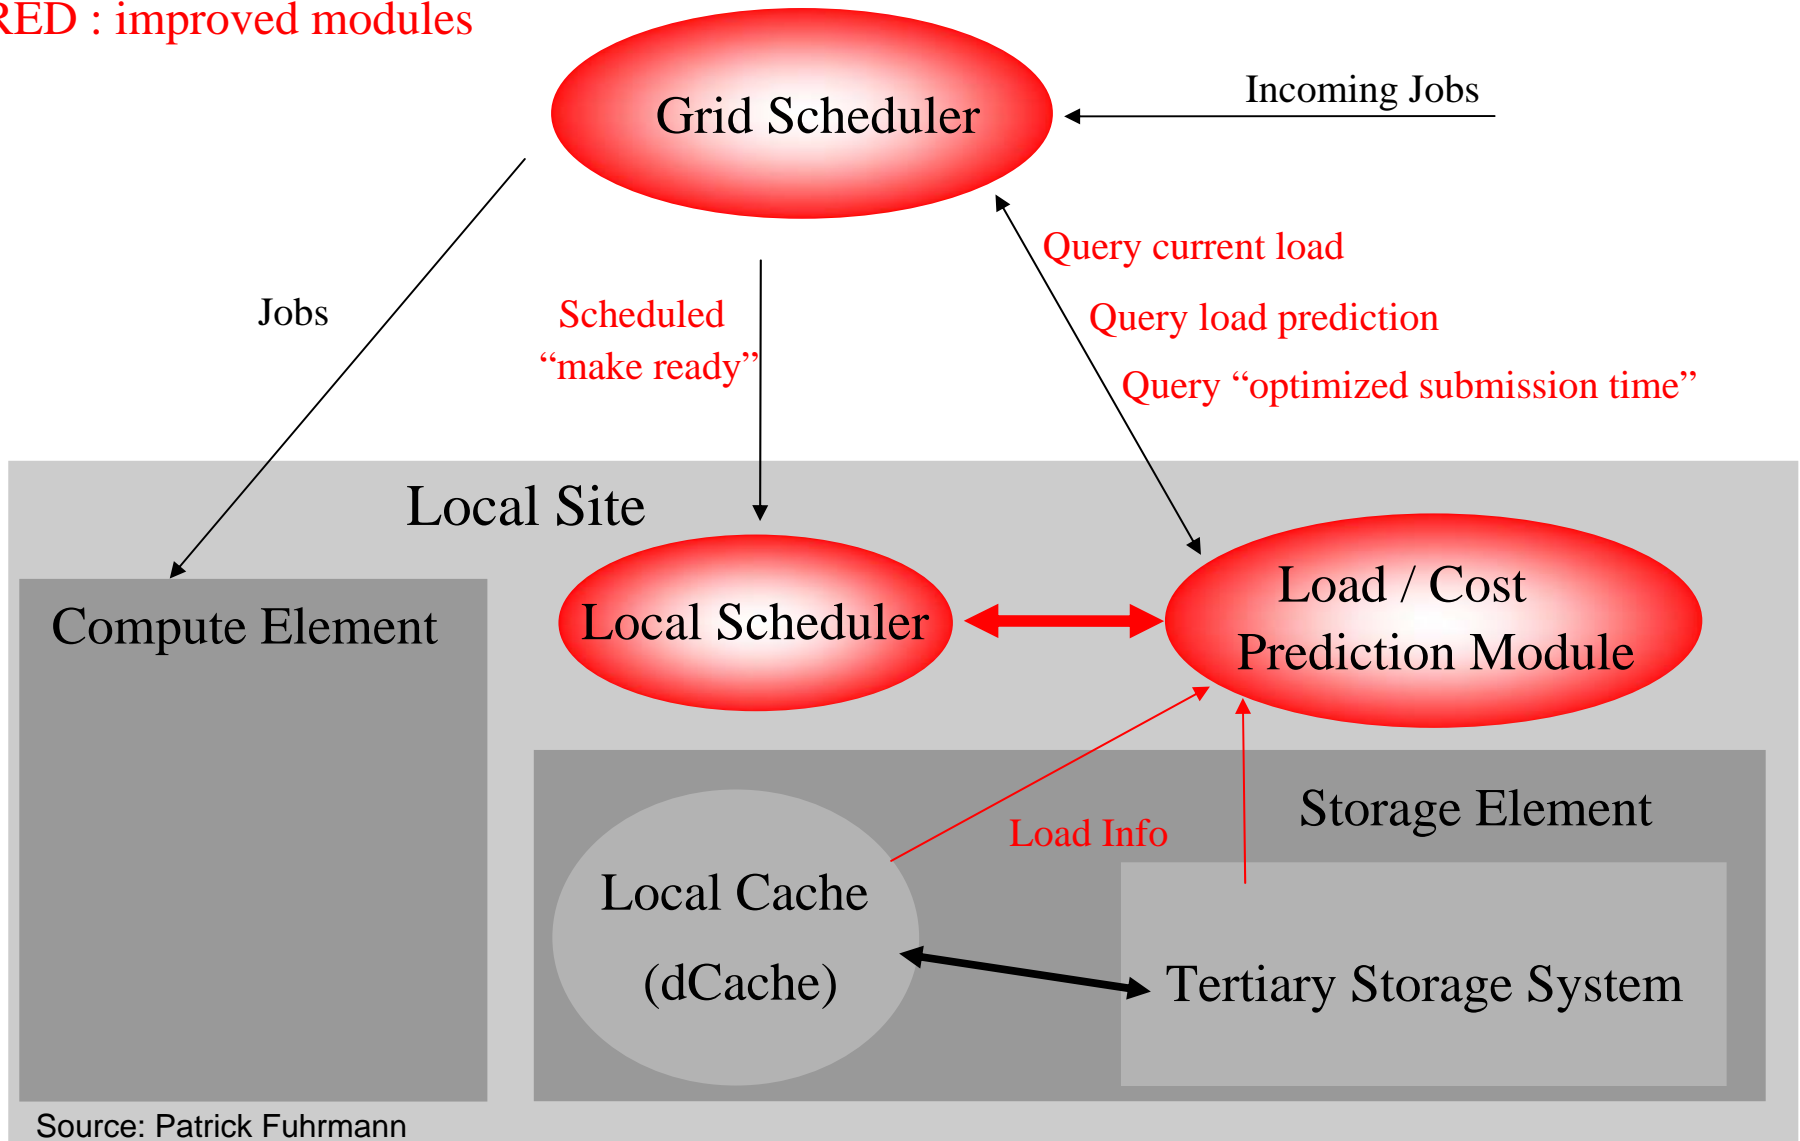 RED : improved modules
Grid Scheduler
Incoming Jobs
Query current load
Jobs
Scheduled
“make ready”
Query load prediction
Query “optimized submission time”
Local Site
Compute Element
Local Scheduler
Load / Cost
Prediction Module
Storage Element
Load Info
Local Cache
(dCache)
Tertiary Storage System
Source: Patrick Fuhrmann